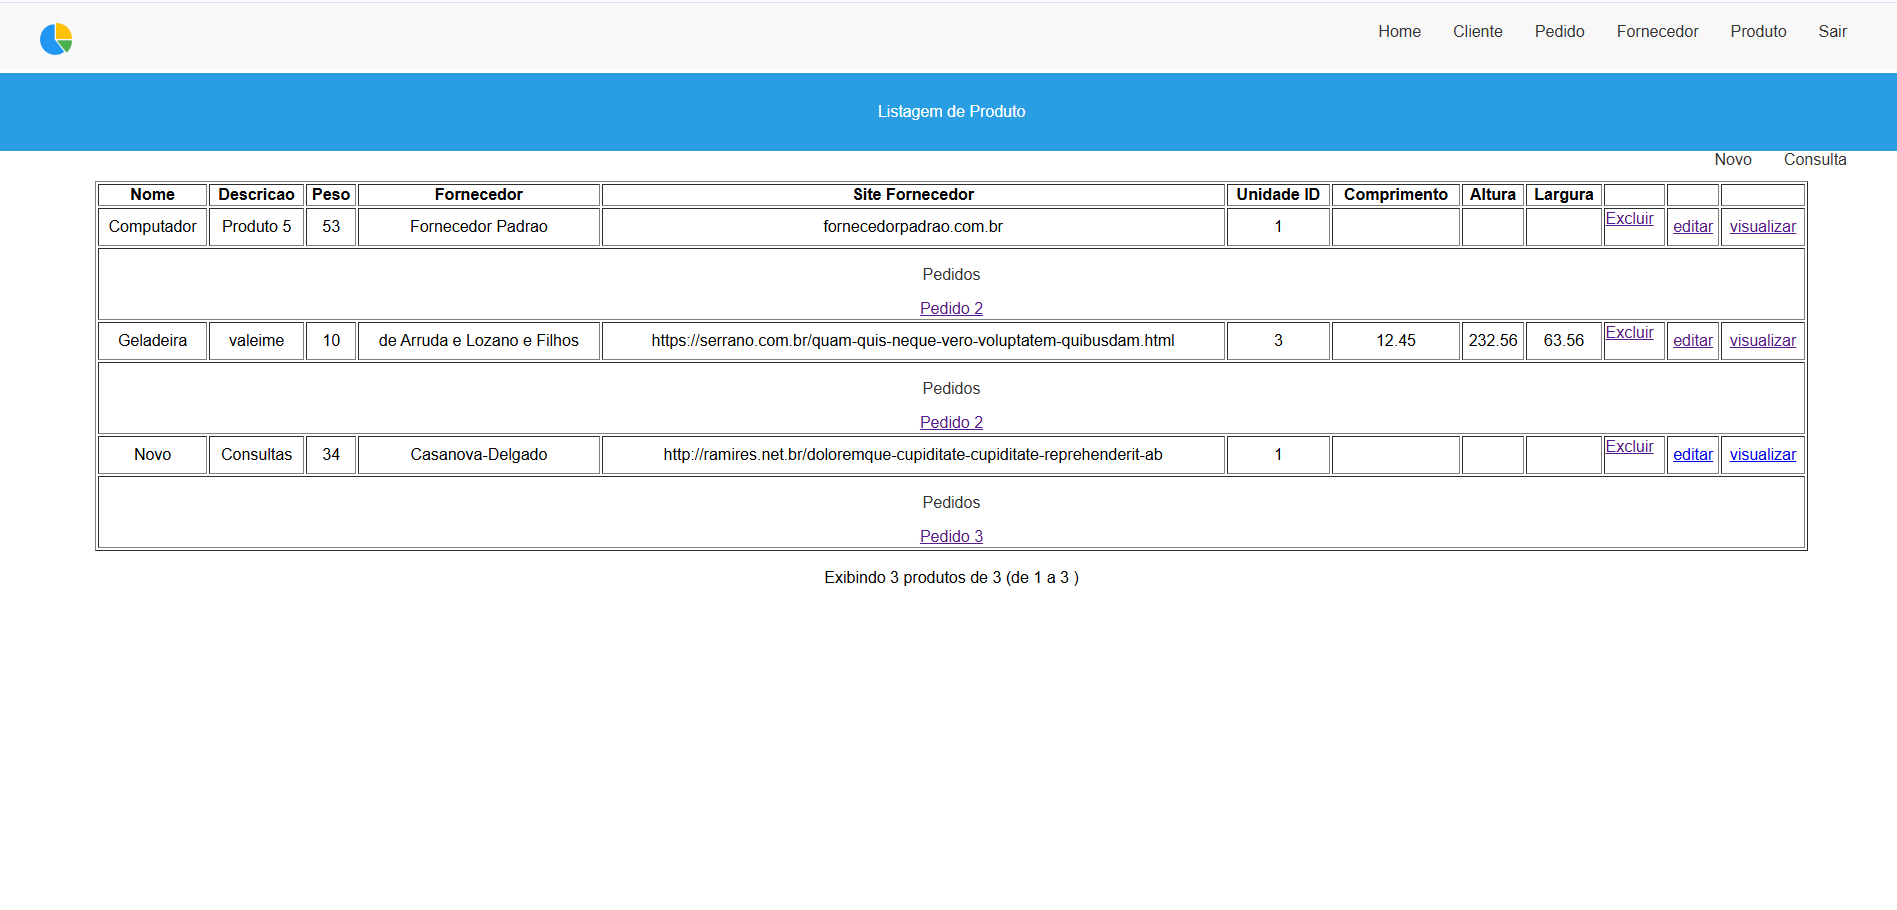 Home Cliente Pedido Fornecedor Produto Sair
Listagem de Produto
Novo Consulta
Nome Descricao Peso Fornecedor Site Fornecedor Unidade ID Comprimento Altura Largura
Computador Produto 5 53 Fornecedor Padrao fornecedorpadrao.com.br 1 Excluir editar visualizar
Pedidos
Pedido 2
Geladeira valeime 10 de Arruda e Lozano e Filhos https://serrano.com.br/quam-quis-neque-vero-voluptatem-quibusdam.html 3 12.45 232.56 63.56 Excluir editar visualizar
Pedidos
Pedido 2
Novo Consultas 34 Casanova-Delgado http://ramires.net.br/doloremque-cupiditate-cupiditate-reprehenderit-ab 1 Excluir editar visualizar
Pedidos
Pedido 3
Exibindo 3 produtos de 3 (de 1 a 3 )